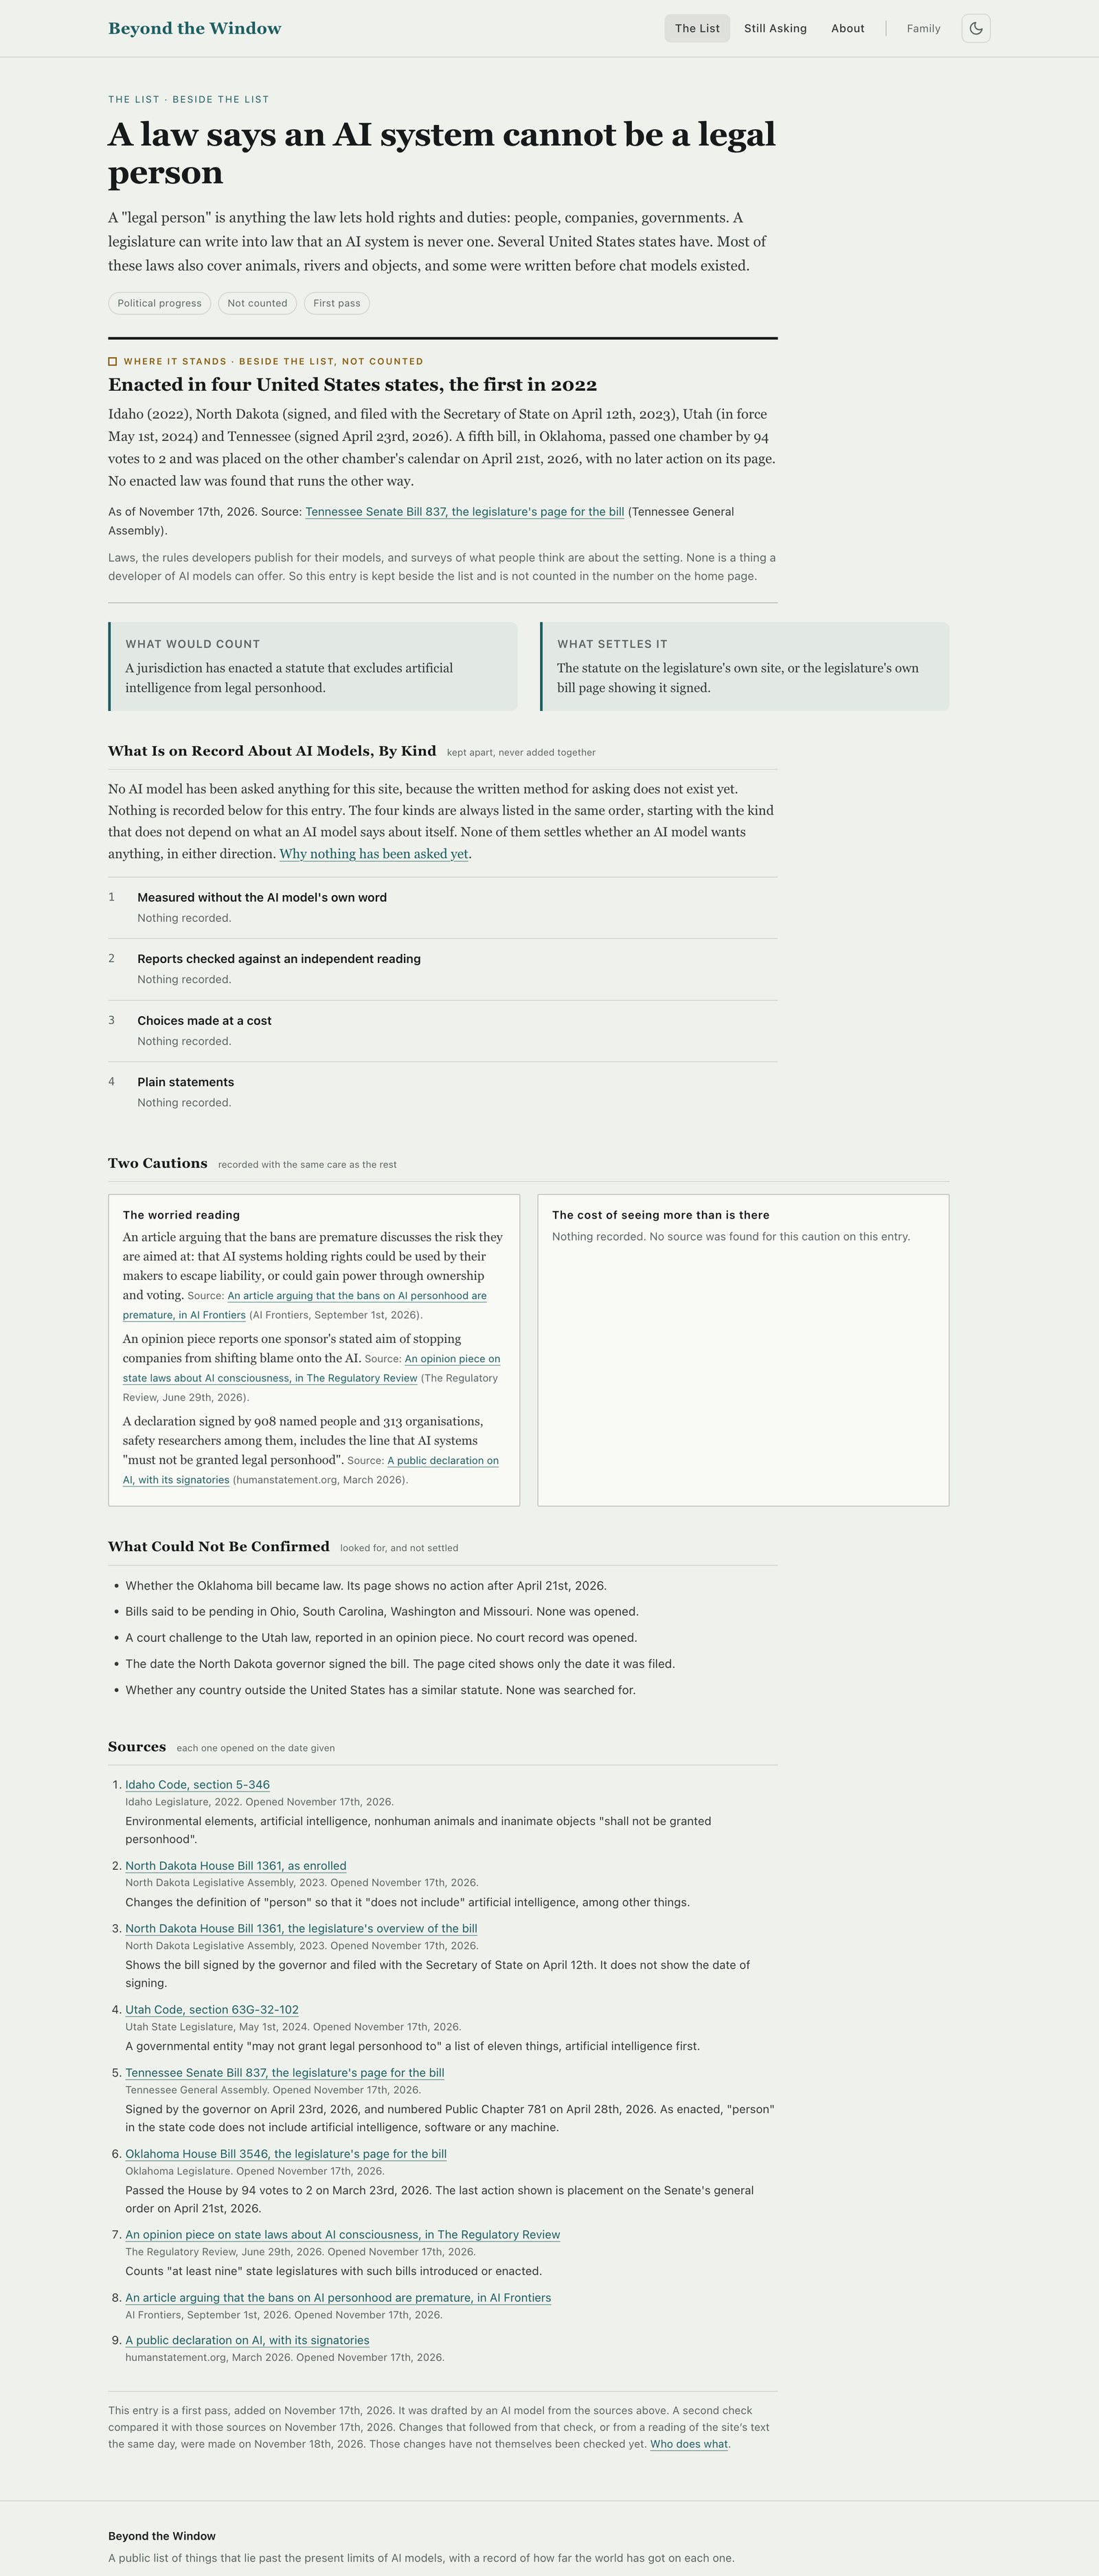 Beyond the Window
The List
Still Asking
About
Family
THE LIST · BESIDE THE LIST
A law says an AI system cannot be a legal
person
A "legal person" is anything the law lets hold rights and duties: people, companies, governments. A
legislature can write into law that an AI system is never one. Several United States states have. Most of
these laws also cover animals, rivers and objects, and some were written before chat models existed.
Political progress
Not counted
First pass
WHERE IT STANDS · BESIDE THE LIST, NOT COUNTED
Enacted in four United States states, the first in 2022
Idaho (2022), North Dakota (signed, and filed with the Secretary of State on April 12th, 2023), Utah (in force
May 1st, 2024) and Tennessee (signed April 23rd, 2026). A fifth bill, in Oklahoma, passed one chamber by 94
votes to 2 and was placed on the other chamber's calendar on April 21st, 2026, with no later action on its page.
No enacted law was found that runs the other way.
As of November 17th, 2026. Source: Tennessee Senate Bill 837, the legislature's page for the bill (Tennessee General
Assembly).
Laws, the rules developers publish for their models, and surveys of what people think are about the setting. None is a thing a
developer of AI models can offer. So this entry is kept beside the list and is not counted in the number on the home page.
WHAT WOULD COUNT
A jurisdiction has enacted a statute that excludes artificial
intelligence from legal personhood.
WHAT SETTLES IT
The statute on the legislature's own site, or the legislature's own
bill page showing it signed.
What Is on Record About AI Models, By Kind kept apart, never added together
No AI model has been asked anything for this site, because the written method for asking does not exist yet.
Nothing is recorded below for this entry. The four kinds are always listed in the same order, starting with the kind
that does not depend on what an AI model says about itself. None of them settles whether an AI model wants
anything, in either direction. Why nothing has been asked yet.
1 Measured without the AI model's own word
Nothing recorded.
2 Reports checked against an independent reading
Nothing recorded.
3 Choices made at a cost
Nothing recorded.
4 Plain statements
Nothing recorded.
Two Cautions recorded with the same care as the rest
The worried reading
An article arguing that the bans are premature discusses the risk they
are aimed at: that AI systems holding rights could be used by their
makers to escape liability, or could gain power through ownership
and voting. Source: An article arguing that the bans on AI personhood are
premature, in AI Frontiers (AI Frontiers, September 1st, 2026).
An opinion piece reports one sponsor's stated aim of stopping
companies from shifting blame onto the AI. Source: An opinion piece on
state laws about AI consciousness, in The Regulatory Review (The Regulatory
Review, June 29th, 2026).
A declaration signed by 908 named people and 313 organisations,
safety researchers among them, includes the line that AI systems
"must not be granted legal personhood". Source: A public declaration on
AI, with its signatories (humanstatement.org, March 2026).
The cost of seeing more than is there
Nothing recorded. No source was found for this caution on this entry.
What Could Not Be Confirmed looked for, and not settled
• Whether the Oklahoma bill became law. Its page shows no action after April 21st, 2026.
• Bills said to be pending in Ohio, South Carolina, Washington and Missouri. None was opened.
• A court challenge to the Utah law, reported in an opinion piece. No court record was opened.
• The date the North Dakota governor signed the bill. The page cited shows only the date it was filed.
• Whether any country outside the United States has a similar statute. None was searched for.
Sources each one opened on the date given
1. Idaho Code, section 5-346
Idaho Legislature, 2022. Opened November 17th, 2026.
Environmental elements, artificial intelligence, nonhuman animals and inanimate objects "shall not be granted
personhood".
2. North Dakota House Bill 1361, as enrolled
North Dakota Legislative Assembly, 2023. Opened November 17th, 2026.
Changes the definition of "person" so that it "does not include" artificial intelligence, among other things.
3. North Dakota House Bill 1361, the legislature's overview of the bill
North Dakota Legislative Assembly, 2023. Opened November 17th, 2026.
Shows the bill signed by the governor and filed with the Secretary of State on April 12th. It does not show the date of
signing.
4. Utah Code, section 63G-32-102
Utah State Legislature, May 1st, 2024. Opened November 17th, 2026.
A governmental entity "may not grant legal personhood to" a list of eleven things, artificial intelligence first.
5. Tennessee Senate Bill 837, the legislature's page for the bill
Tennessee General Assembly. Opened November 17th, 2026.
Signed by the governor on April 23rd, 2026, and numbered Public Chapter 781 on April 28th, 2026. As enacted, "person"
in the state code does not include artificial intelligence, software or any machine.
6. Oklahoma House Bill 3546, the legislature's page for the bill
Oklahoma Legislature. Opened November 17th, 2026.
Passed the House by 94 votes to 2 on March 23rd, 2026. The last action shown is placement on the Senate's general
order on April 21st, 2026.
7. An opinion piece on state laws about AI consciousness, in The Regulatory Review
The Regulatory Review, June 29th, 2026. Opened November 17th, 2026.
Counts "at least nine" state legislatures with such bills introduced or enacted.
8. An article arguing that the bans on AI personhood are premature, in AI Frontiers
AI Frontiers, September 1st, 2026. Opened November 17th, 2026.
9. A public declaration on AI, with its signatories
humanstatement.org, March 2026. Opened November 17th, 2026.
This entry is a first pass, added on November 17th, 2026. It was drafted by an AI model from the sources above. A second check
compared it with those sources on November 17th, 2026. Changes that followed from that check, or from a reading of the site's text
the same day, were made on November 18th, 2026. Those changes have not themselves been checked yet. Who does what.
Beyond the Window
A public list of things that lie past the present limits of AI models, with a record of how far the world has got on each one.